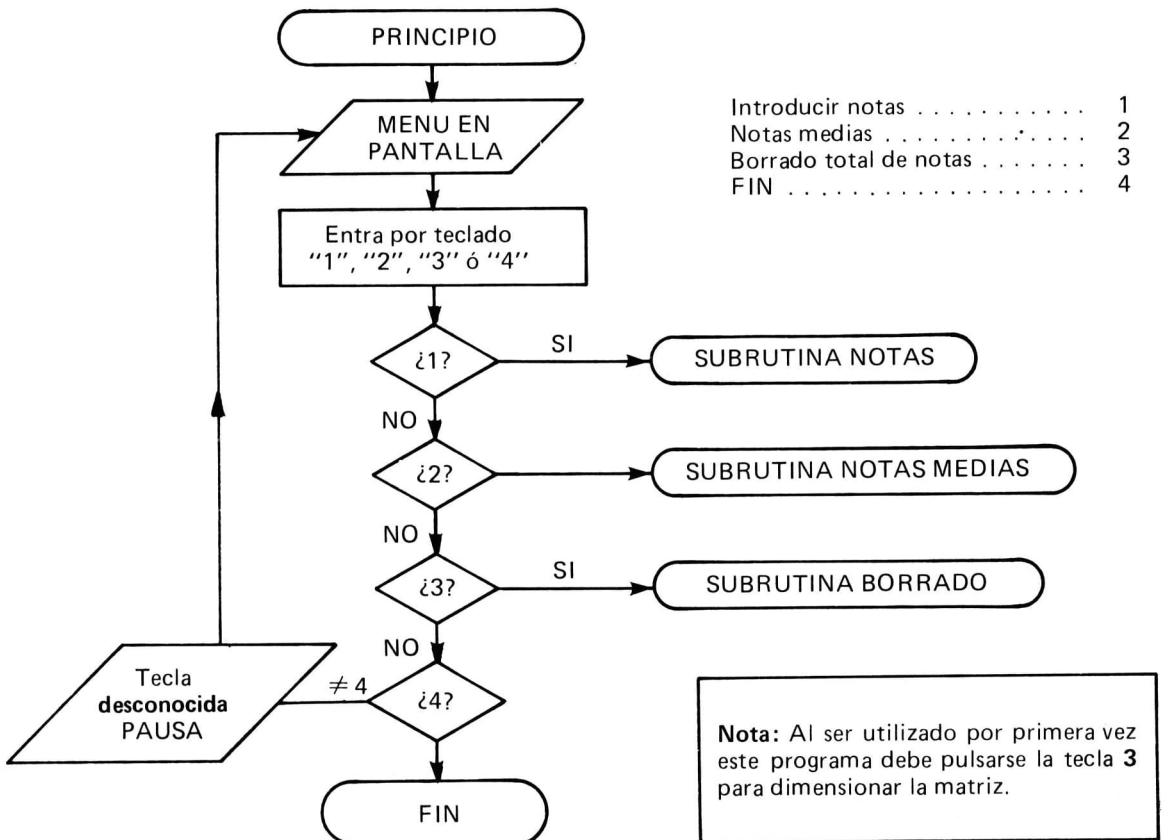 PRINCIPIO
MENU EN
PANTALLA
Introducir notas . . . . . . . . . . . 1
Notas medias . . . . . . . . . . . . . 2
Borrado total de notas . . . . . . . 3
FIN . . . . . . . . . . . . . . . . . . . 4
Entra por teclado
“1”, “2”, “3” ó “4”
¿1?
SI
SUBRUTINA NOTAS
NO
¿2?
SUBRUTINA NOTAS MEDIAS
NO
¿3?
SI
SUBRUTINA BORRADO
NO
¿4?
≠ 4
Tecla
desconocida
PAUSA
FIN
Nota: Al ser utilizado por primera vez
este programa debe pulsarse la tecla 3
para dimensionar la matriz.